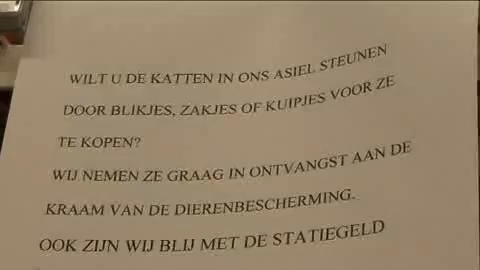 WILT U DE KATTEN IN ONS ASIEL STEUNEN
DOOR BLIKJES, ZAKJES OF KUIPJES VOOR ZE
TE KOPEN?
WIJ NEMEN ZE GRAAG IN ONTVANGST AAN DE
KRAAM VAN DE DIERENBESCHERMING.
OOK ZIJN WIJ BLIJ MET DE STATIEGELD